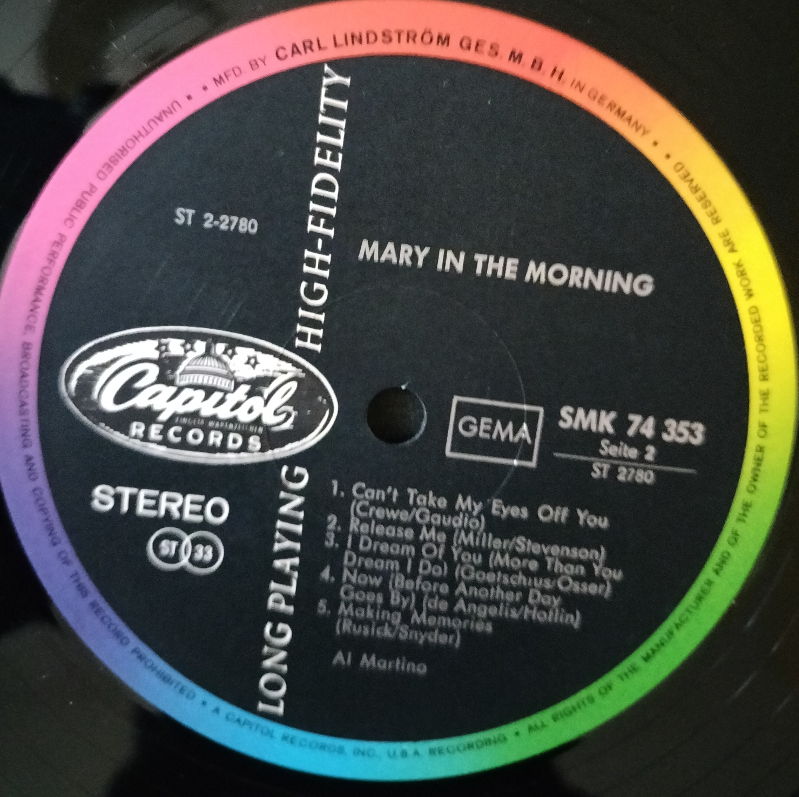 MFD. BY CARL LINDSTRÖM GES. M. B. H. IN GERMANY
ALL RIGHTS OF THE MANUFACTURER AND OF THE OWNER OF THE RECORDED WORK ARE RESERVED
UNAUTHORISED PUBLIC PERFORMANCE, BROADCASTING AND COPYING OF THIS RECORD PROHIBITED
A CAPITOL RECORDS, INC., U.S.A. RECORDING
LONG PLAYING HIGH-FIDELITY
ST 2-2780
MARY IN THE MORNING
Capitol
RECORDS
STEREO
ST 33
GEMA
SMK 74 353
Seite 2
ST 2780
1. Can't Take My Eyes Off You
(Crewe/Gaudio)
2. Release Me (Miller/Stevenson)
3. I Dream Of You (More Than You
Dream I Do) (Goetschius/Osser)
4. Now (Before Another Day
Goes By) (de Angelis/Hollin)
5. Making Memories
(Rusick/Snyder)
Al Martino